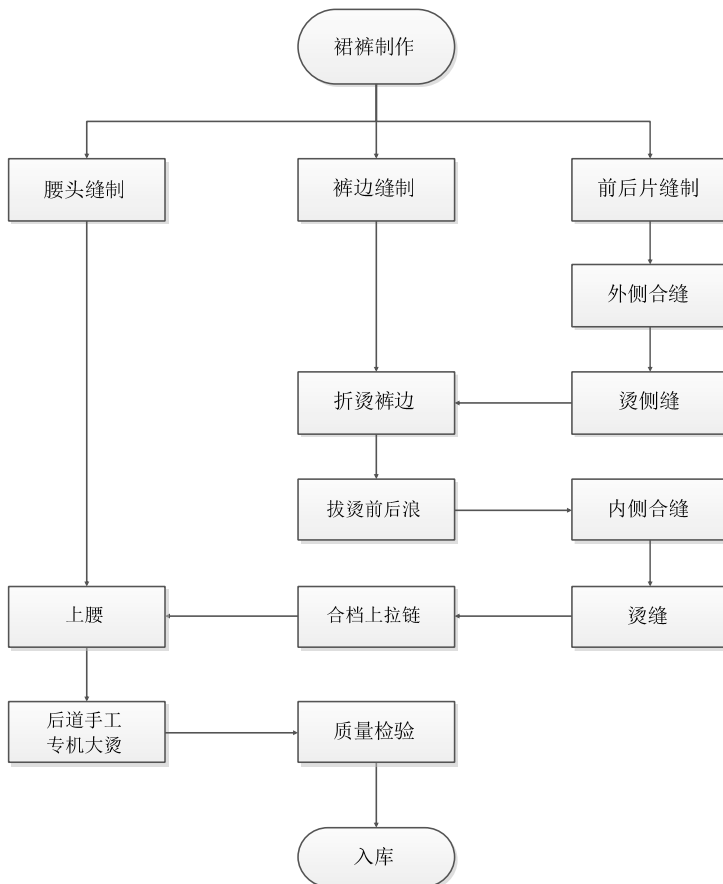 裙裤制作
腰头缝制
裤边缝制
前后片缝制
外侧合缝
折烫裤边
烫侧缝
拔烫前后浪
内侧合缝
上腰
合档上拉链
烫缝
后道手工
专机大烫
质量检验
入库